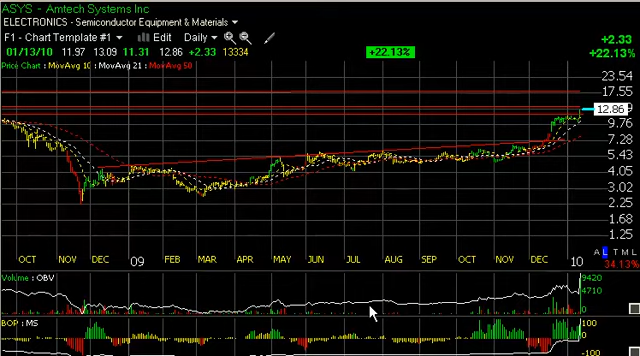 ASYS - Amtech Systems Inc
ELECTRONICS - Semiconductor Equipment & Materials
F1 - Chart Template #1 Edit Daily +2.33
01/13/10 11.97 13.09 11.31 12.86 +2.33 13334 +22.13% +22.13%
Price Chart : MovAvg 10 : MovAvg 21 : MovAvg 50
23.54
17.55
12.86
9.76
7.28
5.43
4.05
3.02
2.25
1.68
1.25
A L T M L
OCT NOV DEC 09 FEB MAR APR MAY JUN JUL AUG SEP OCT NOV DEC 10
34.13%
Volume : OBV 9420
4710
BOP : MS 100
0
-100